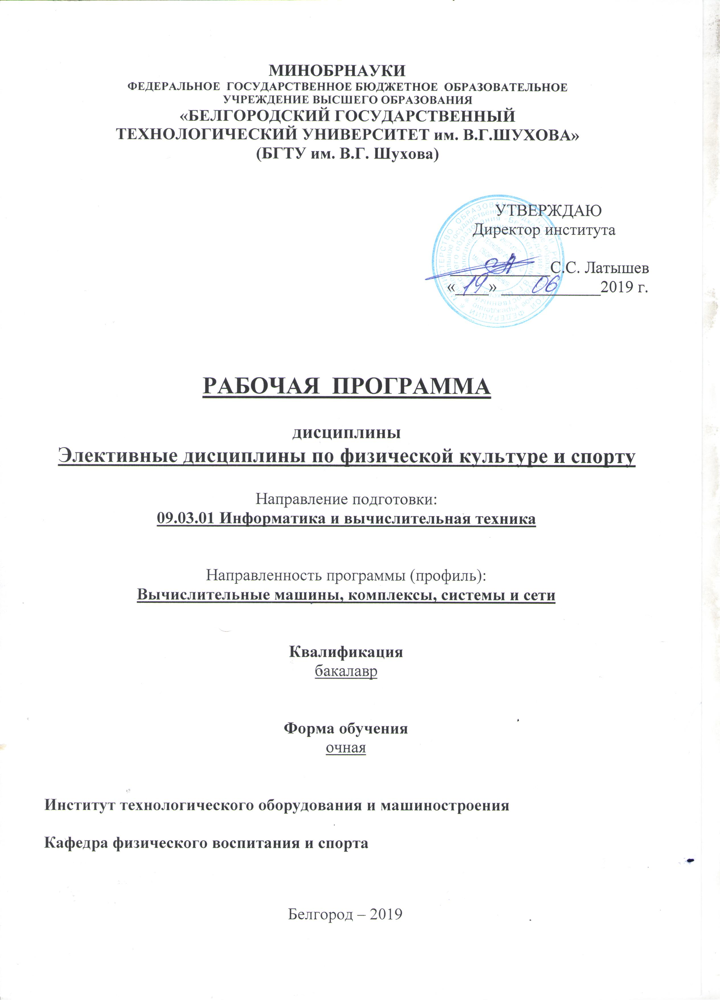 МИНОБРНАУКИ
ФЕДЕРАЛЬНОЕ ГОСУДАРСТВЕННОЕ БЮДЖЕТНОЕ ОБРАЗОВАТЕЛЬНОЕ
УЧРЕЖДЕНИЕ ВЫСШЕГО ОБРАЗОВАНИЯ
«БЕЛГОРОДСКИЙ ГОСУДАРСТВЕННЫЙ
ТЕХНОЛОГИЧЕСКИЙ УНИВЕРСИТЕТ им. В.Г.ШУХОВА»
(БГТУ им. В.Г. Шухова)
УТВЕРЖДАЮ
Директор института
С.С. Латышев
«19» 06 2019 г.
РАБОЧАЯ ПРОГРАММА
дисциплины
Элективные дисциплины по физической культуре и спорту
Направление подготовки:
09.03.01 Информатика и вычислительная техника
Направленность программы (профиль):
Вычислительные машины, комплексы, системы и сети
Квалификация
бакалавр
Форма обучения
очная
Институт технологического оборудования и машиностроения
Кафедра физического воспитания и спорта
Белгород – 2019